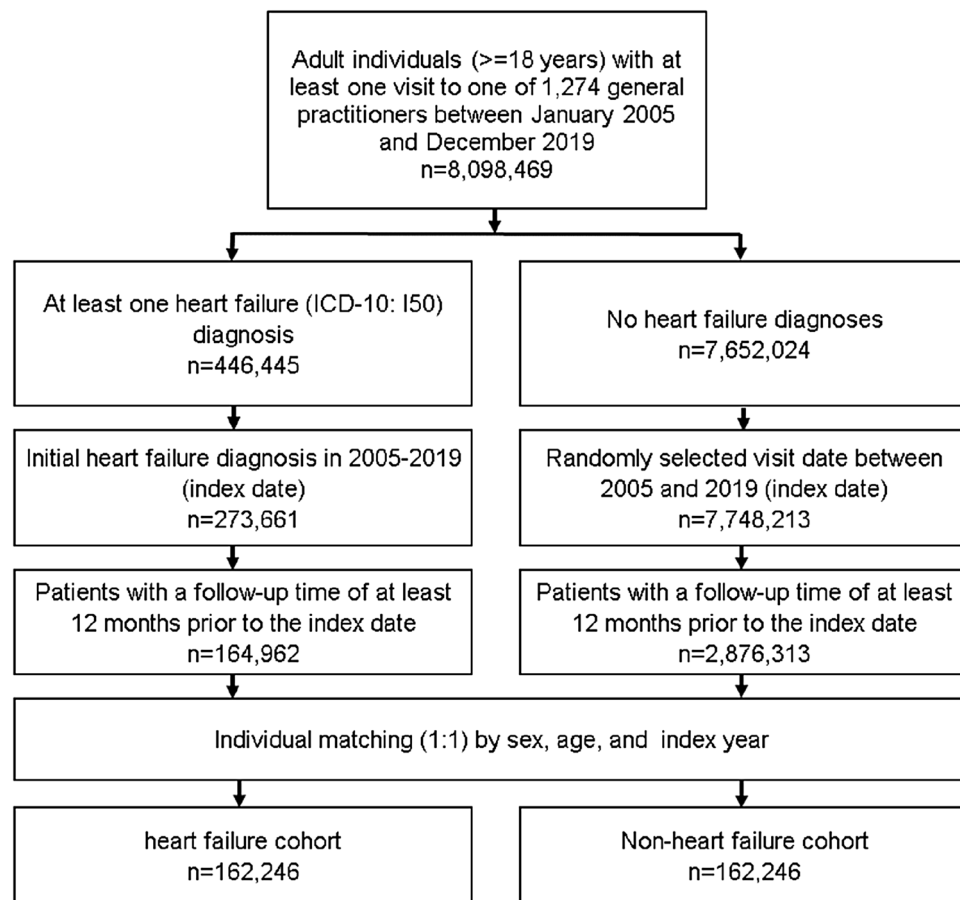 Adult individuals (>=18 years) with at
least one visit to one of 1,274 general
practitioners between January 2005
and December 2019
n=8,098,469
At least one heart failure (ICD-10: I50)
diagnosis
n=446,445
No heart failure diagnoses
n=7,652,024
Initial heart failure diagnosis in 2005-2019
(index date)
n=273,661
Randomly selected visit date between
2005 and 2019 (index date)
n=7,748,213
Patients with a follow-up time of at least
12 months prior to the index date
n=164,962
Patients with a follow-up time of at least
12 months prior to the index date
n=2,876,313
Individual matching (1:1) by sex, age, and index year
heart failure cohort
n=162,246
Non-heart failure cohort
n=162,246